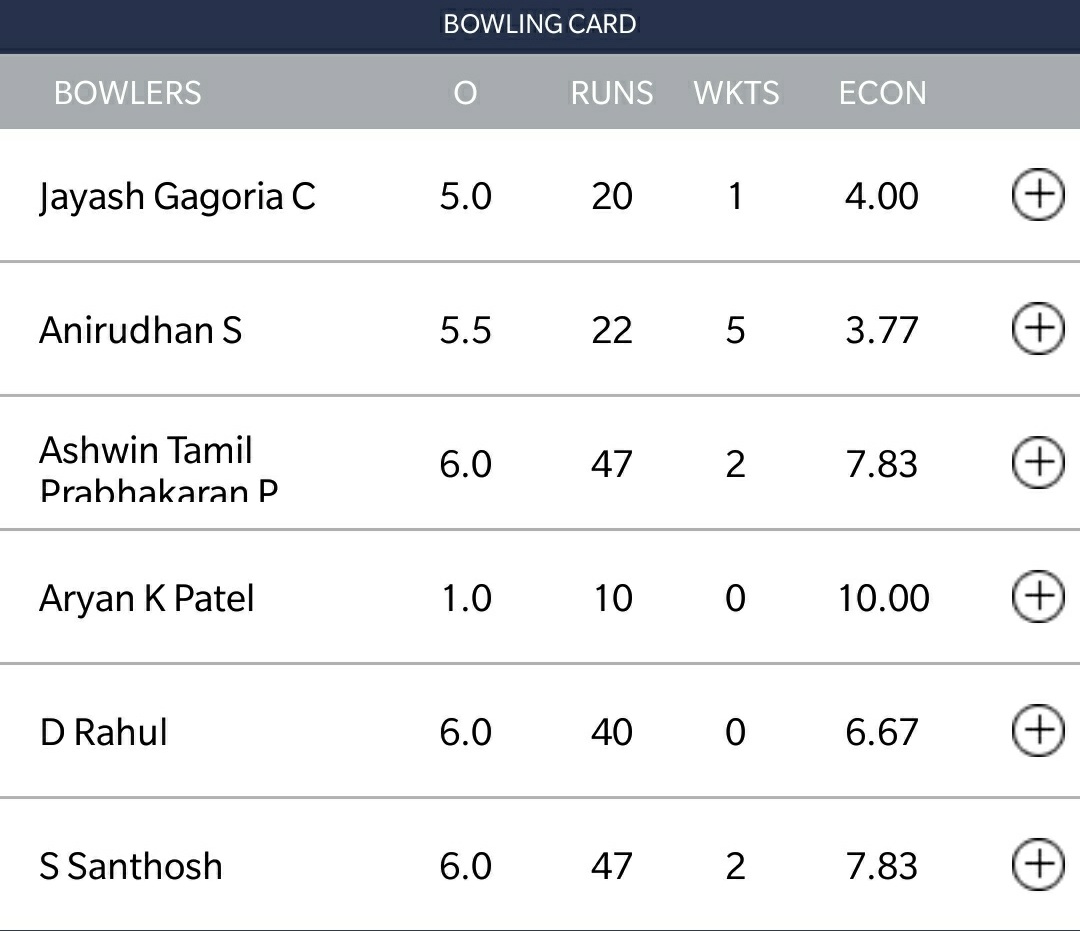 BOWLING CARD
BOWLERS O RUNS WKTS ECON
Jayash Gagoria C 5.0 20 1 4.00
Anirudhan S 5.5 22 5 3.77
Ashwin Tamil
Prabhakaran P 6.0 47 2 7.83
Aryan K Patel 1.0 10 0 10.00
D Rahul 6.0 40 0 6.67
S Santhosh 6.0 47 2 7.83